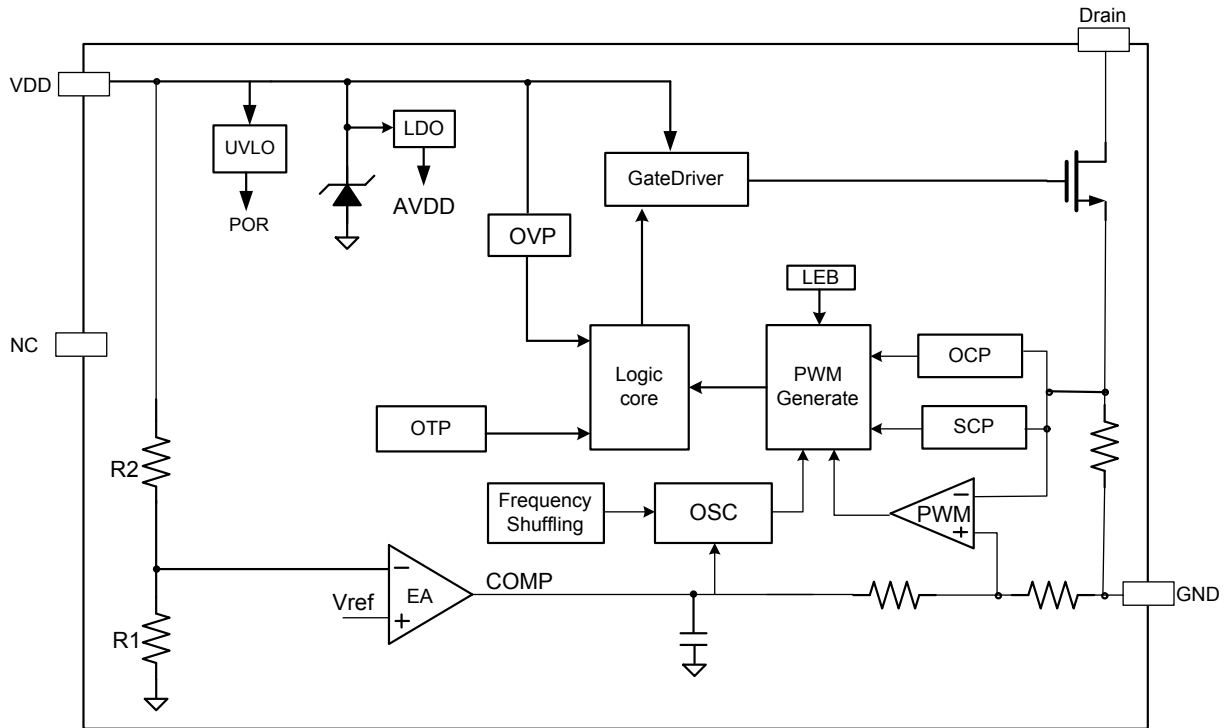 Drain
VDD
LDO
UVLO
GateDriver
AVDD
POR
OVP
LEB
NC
OCP
Logic
core
PWM
Generate
OTP
SCP
R2
Frequency
Shuffling
OSC
PWM
−
+
COMP
EA
−
+
Vref
GND
R1